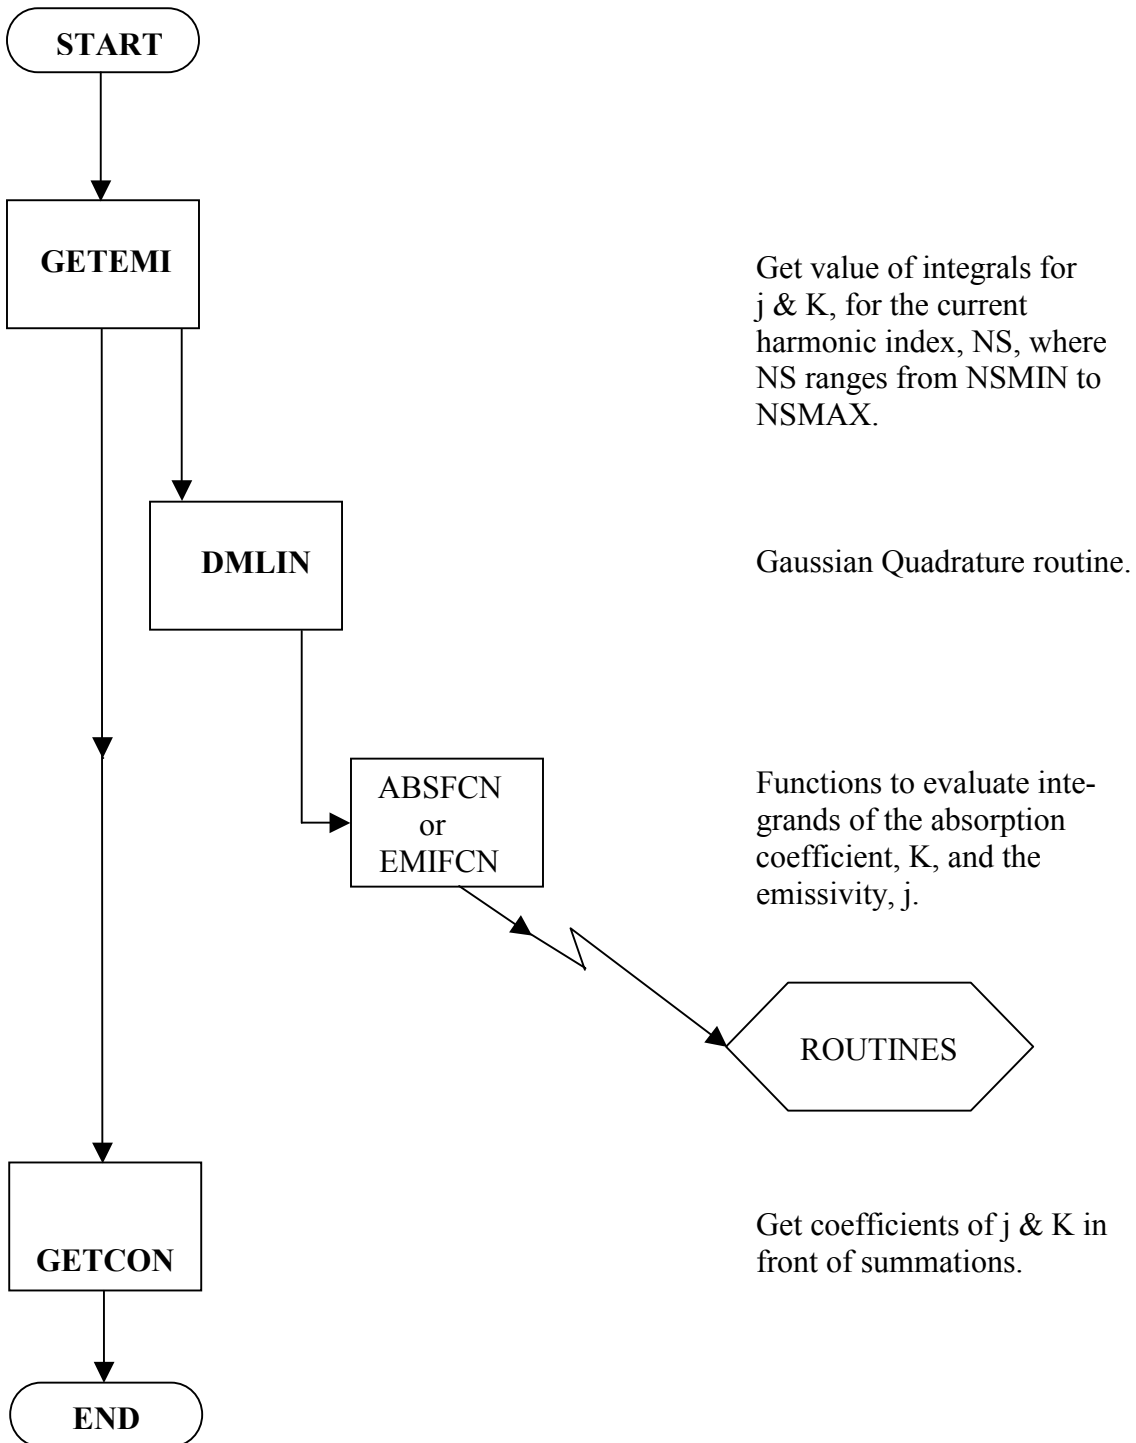 START
GETEMI
Get value of integrals for
j & K, for the current
harmonic index, NS, where
NS ranges from NSMIN to
NSMAX.
DMLIN
Gaussian Quadrature routine.
ABSFCN
or
EMIFCN
Functions to evaluate inte-
grands of the absorption
coefficient, K, and the
emissivity, j.
ROUTINES
GETCON
Get coefficients of j & K in
front of summations.
END